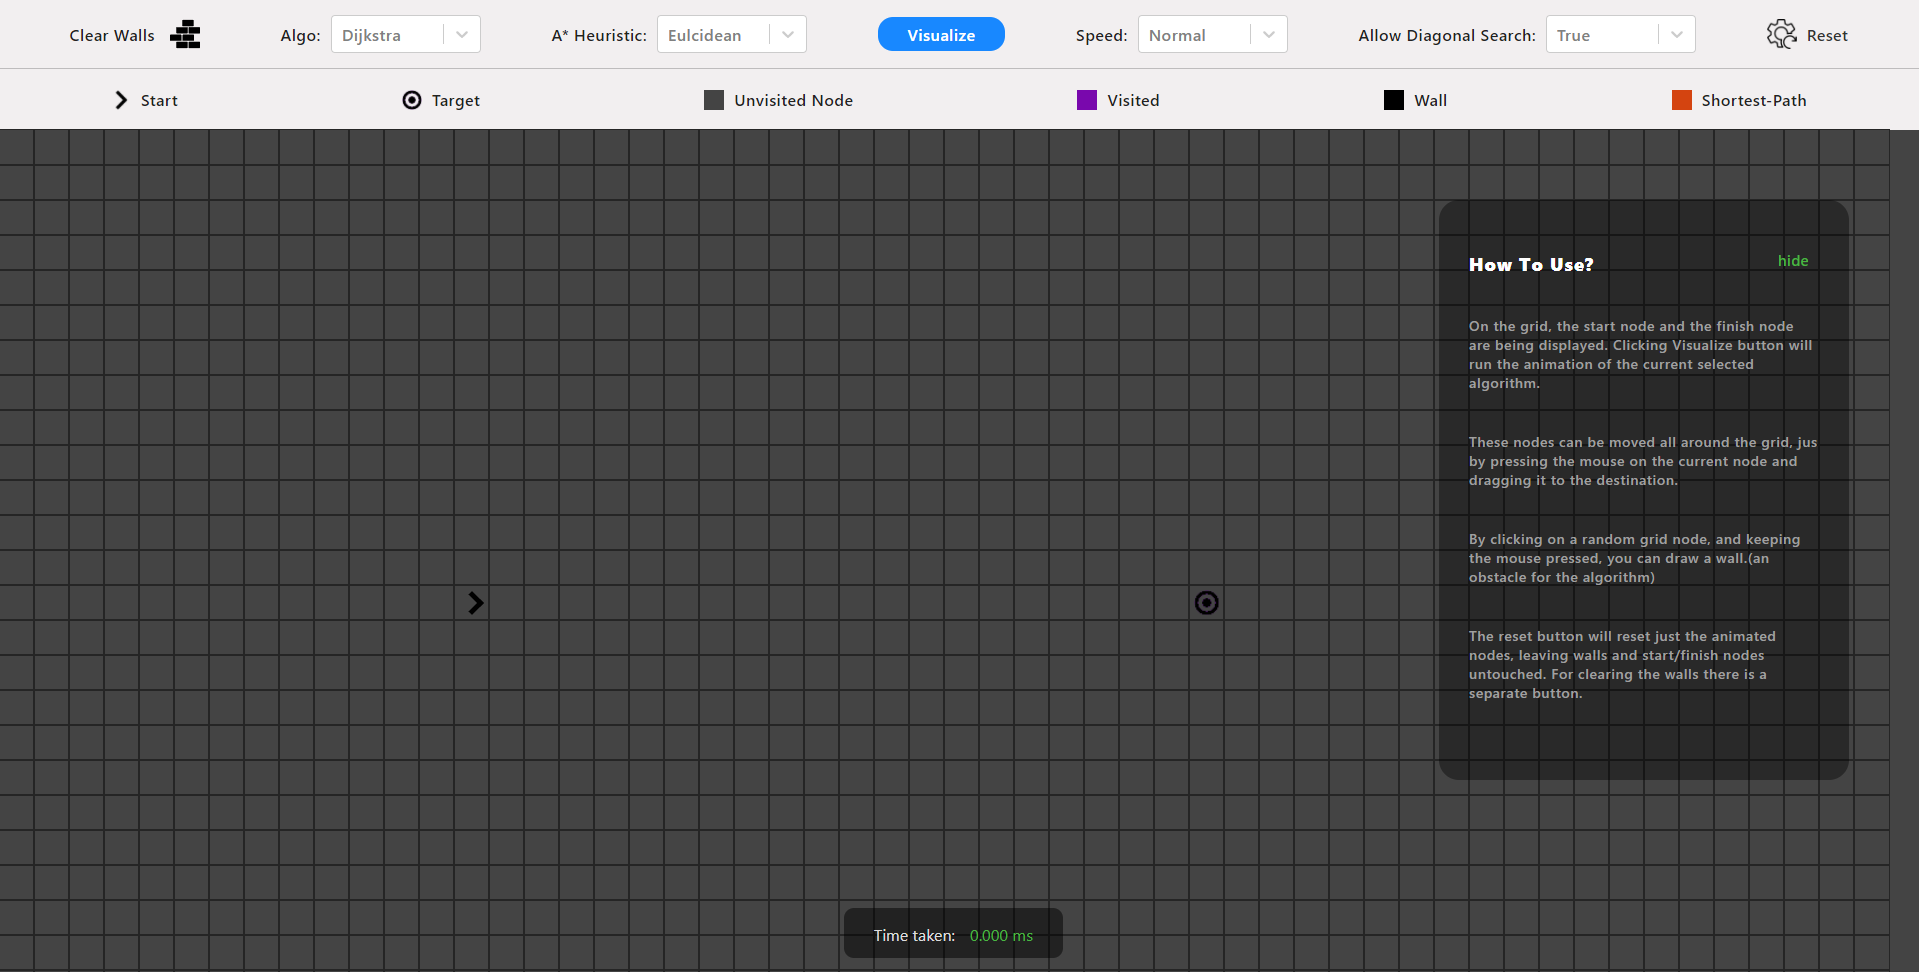 Clear Walls Algo: Dijkstra A* Heuristic: Eulcidean Visualize Speed: Normal Allow Diagonal Search: True Reset
Start Target Unvisited Node Visited Wall Shortest-Path
How To Use? hide
On the grid, the start node and the finish node
are being displayed. Clicking Visualize button will
run the animation of the current selected
algorithm.
These nodes can be moved all around the grid, jus
by pressing the mouse on the current node and
dragging it to the destination.
By clicking on a random grid node, and keeping
the mouse pressed, you can draw a wall.(an
obstacle for the algorithm)
The reset button will reset just the animated
nodes, leaving walls and start/finish nodes
untouched. For clearing the walls there is a
separate button.
Time taken: 0.000 ms